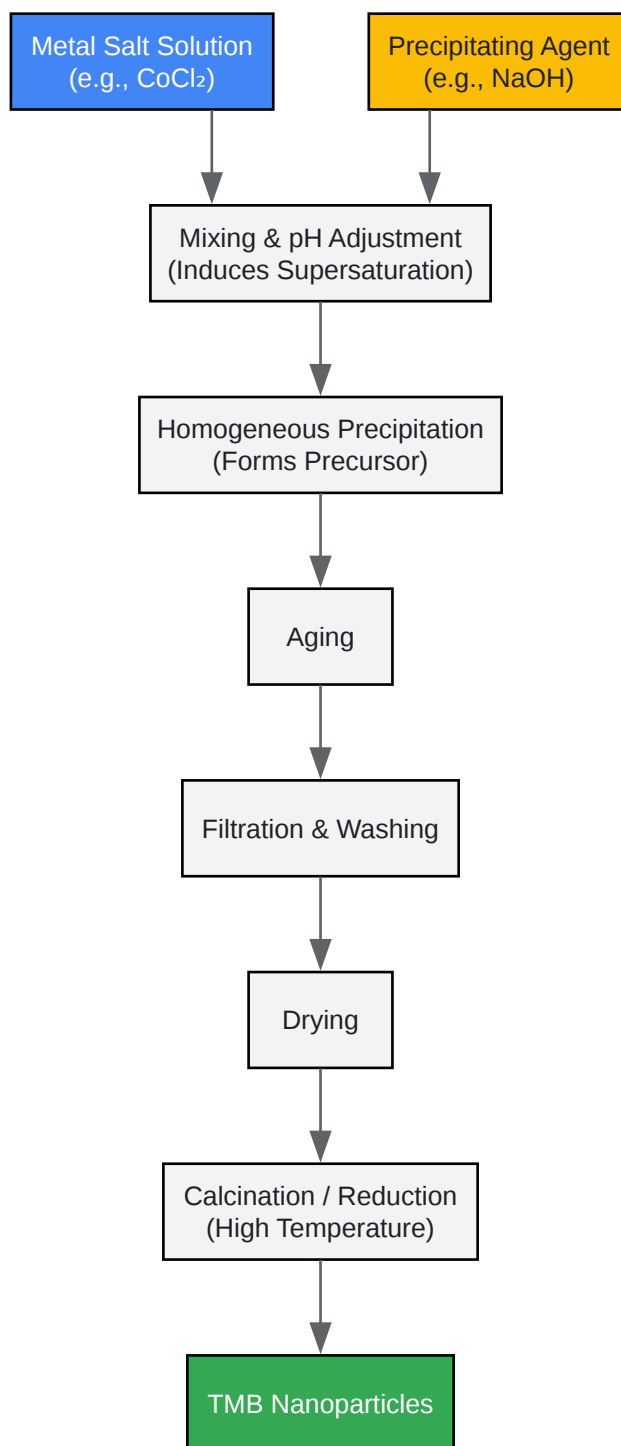 Metal Salt Solution
(e.g., CoCl₂)
Precipitating Agent
(e.g., NaOH)
Mixing & pH Adjustment
(Induces Supersaturation)
Homogeneous Precipitation
(Forms Precursor)
Aging
Filtration & Washing
Drying
Calcination / Reduction
(High Temperature)
TMB Nanoparticles